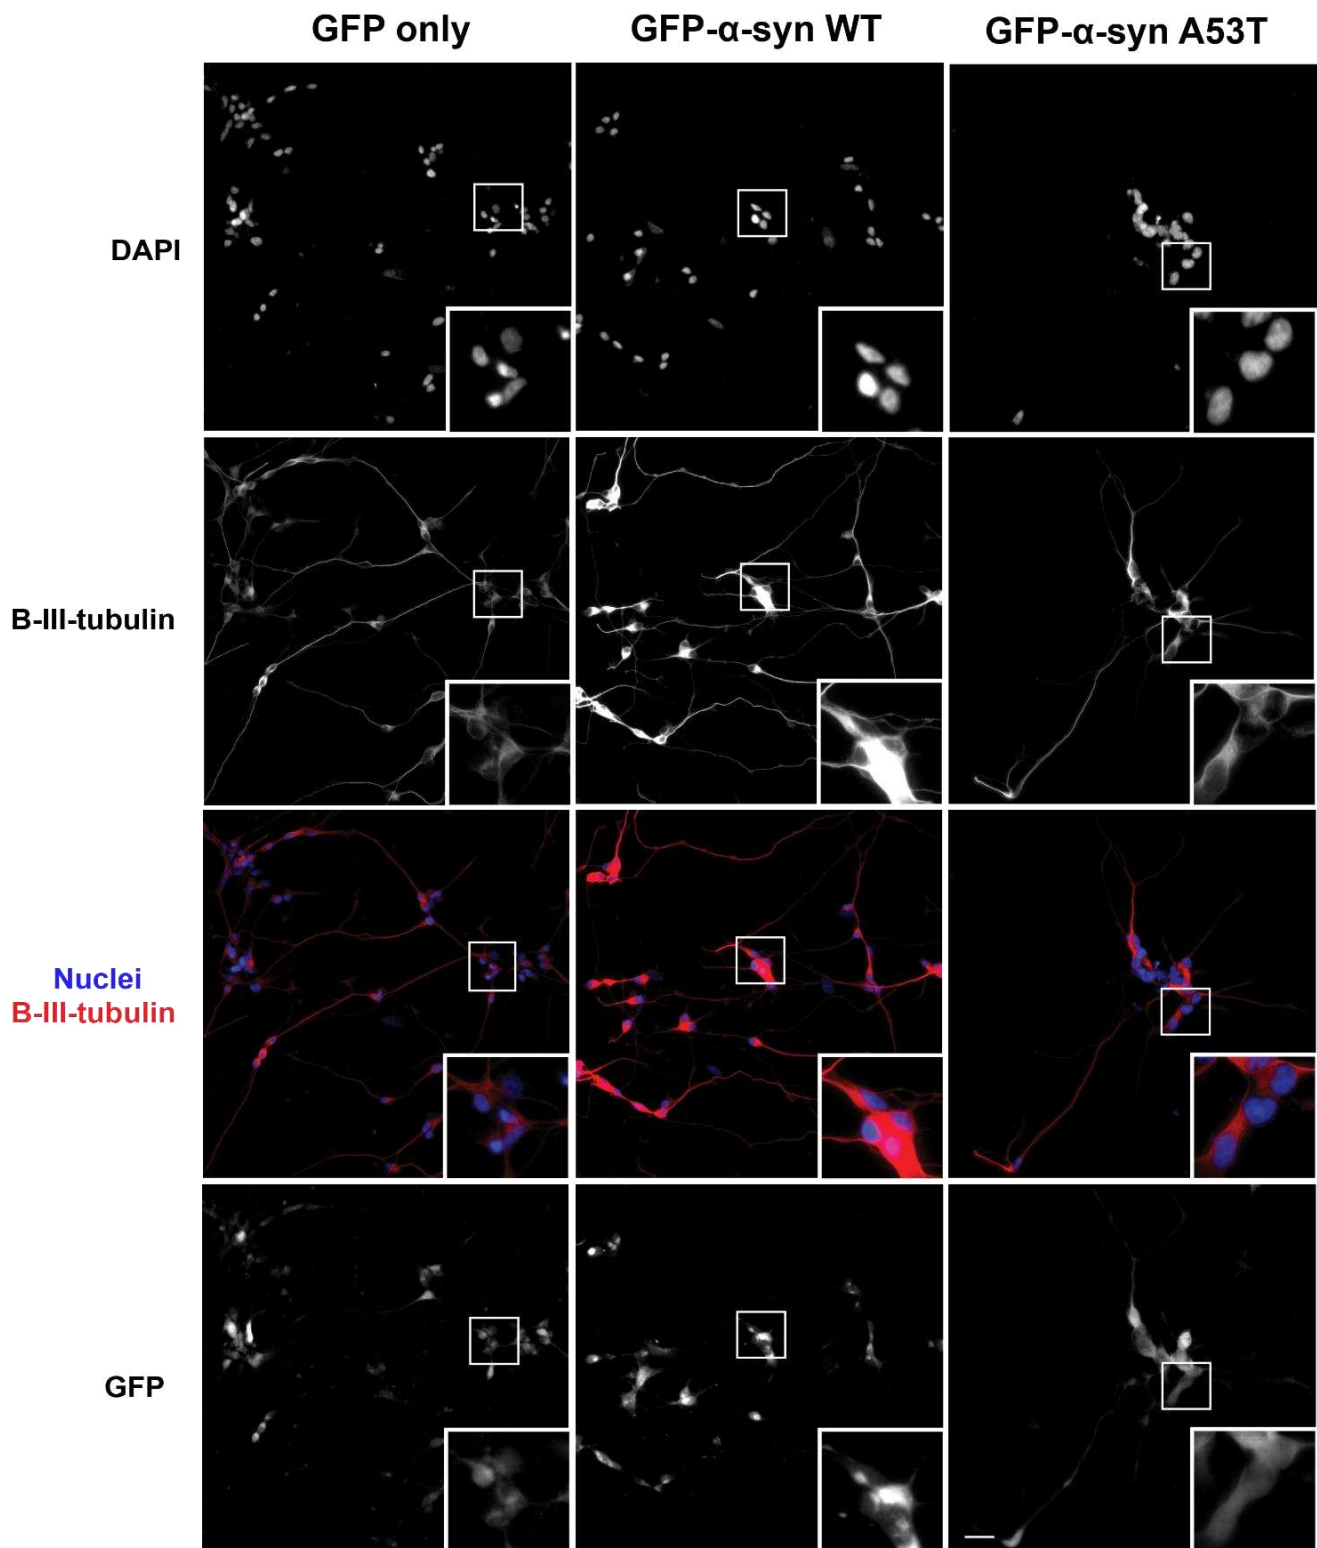 GFP only GFP-α-syn WT GFP-α-syn A53T
DAPI
B-III-tubulin
Nuclei
B-III-tubulin
GFP